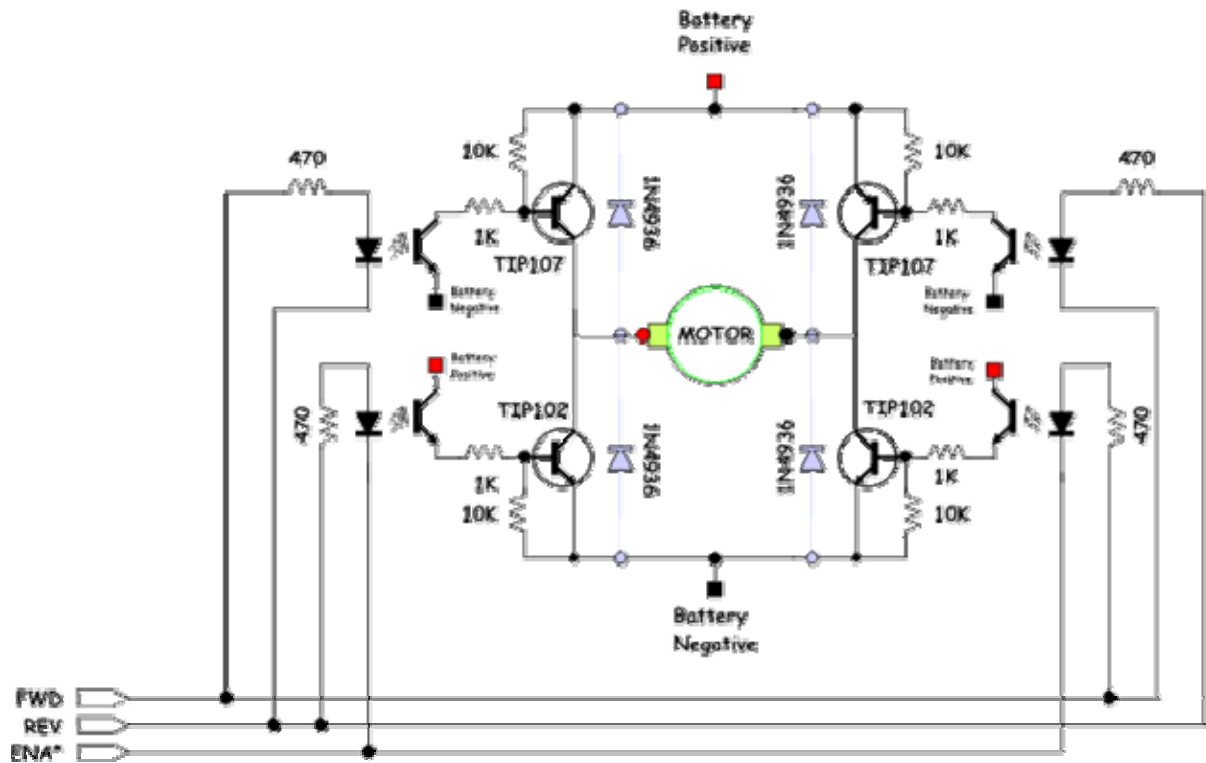 Battery
Positive
470
10K
1N4936
1N4936
10K
470
1K
TIP107
1K
TIP107
Battery
Negative
Battery
Negative
MOTOR
Battery
Positive
Battery
Positive
470
TIP102
1N4936
1N4936
TIP102
470
1K
10K
1K
10K
Battery
Negative
FWD
REV
ENA*